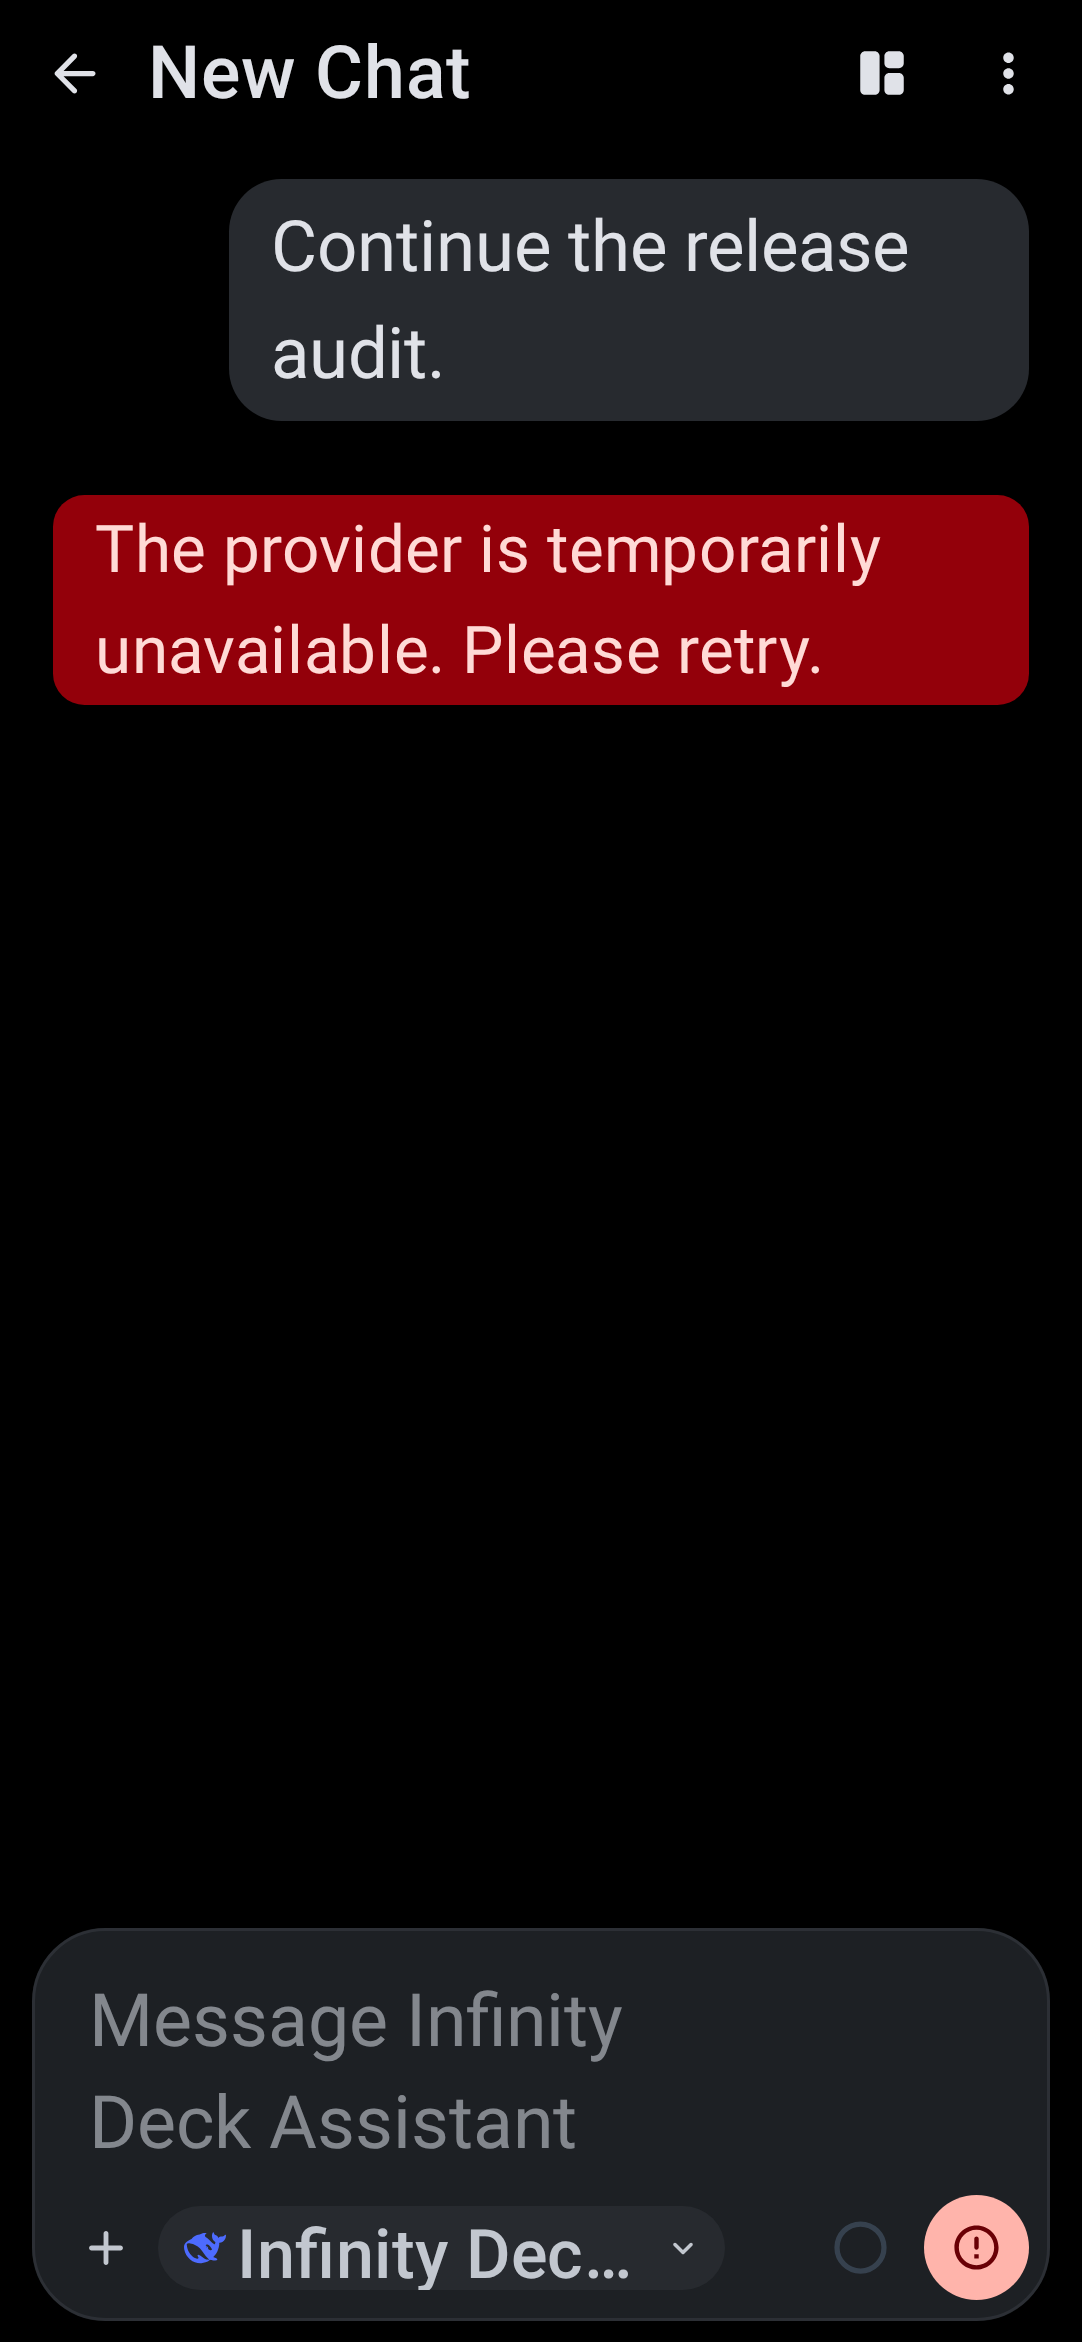 New Chat
Continue the release
audit.
The provider is temporarily
unavailable. Please retry.
Message Infinity
Deck Assistant
Infinity Dec...